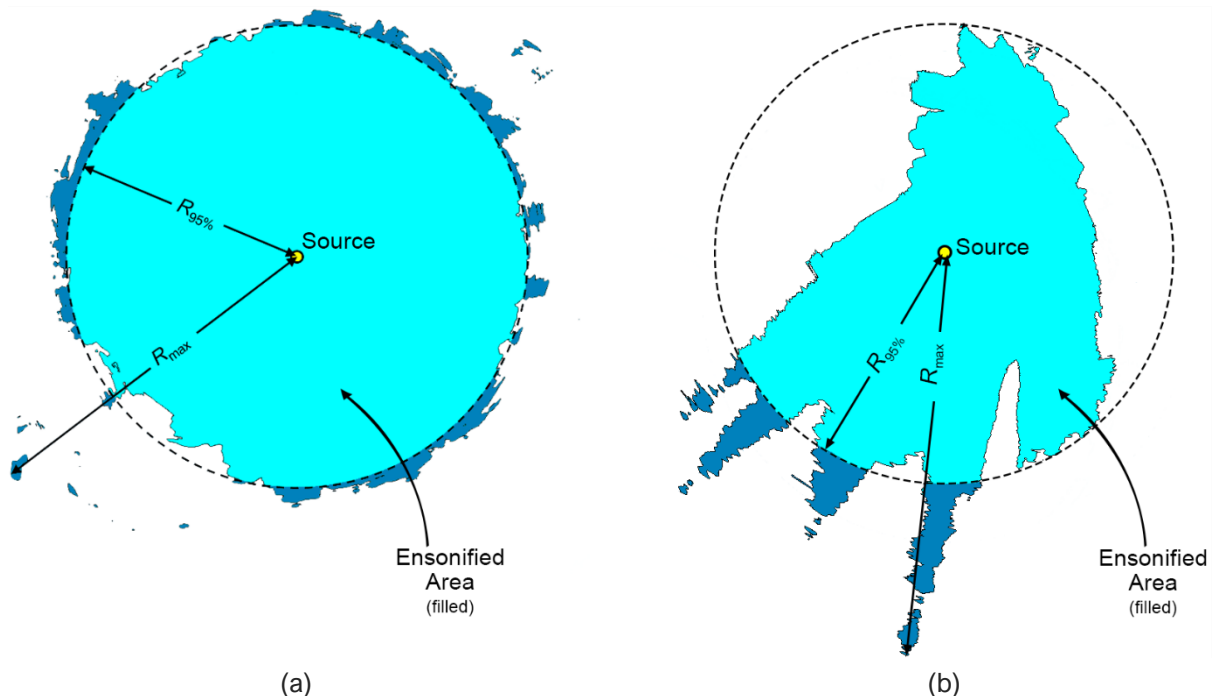 R95%
Source
Rmax
Ensonified
Area
(filled)
(a)
Source
R95%
Rmax
Ensonified
Area
(filled)
(b)